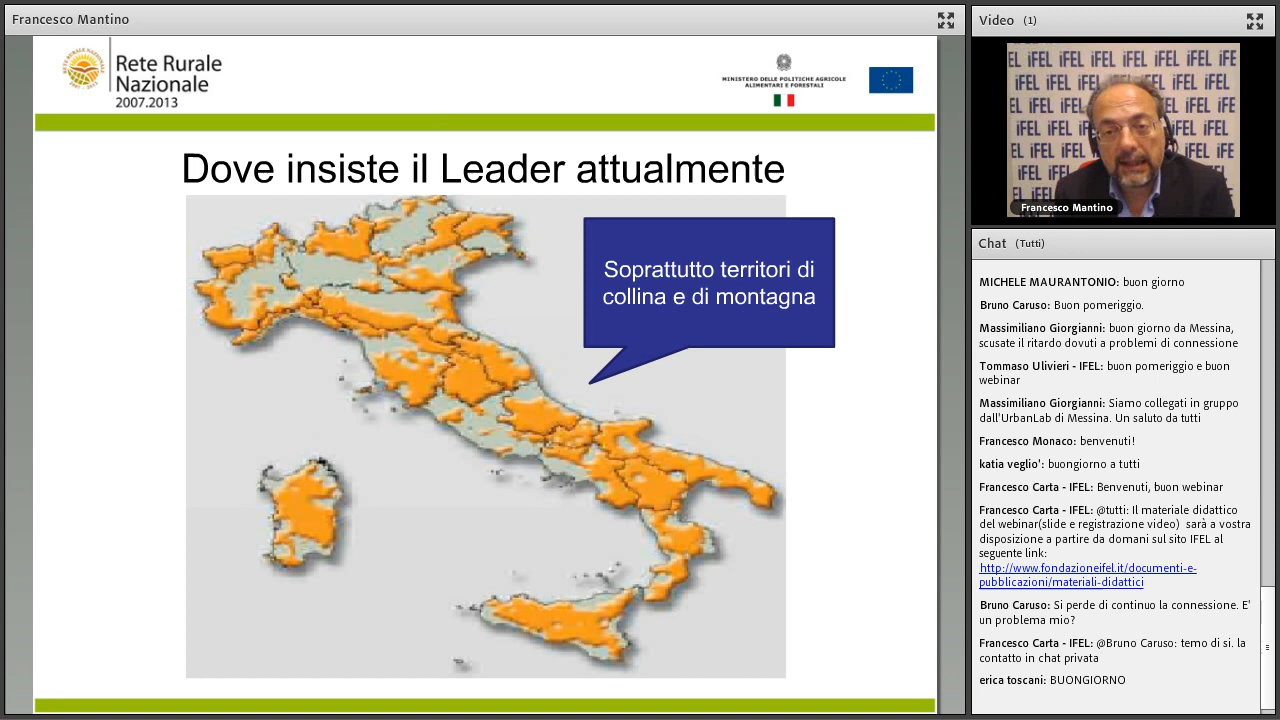 Francesco Mantino
Rete Rurale
Nazionale
2007.2013
MINISTERO DELLE POLITICHE AGRICOLE
ALIMENTARI E FORESTALI
Dove insiste il Leader attualmente
Soprattutto territori di
collina e di montagna
Video (1)
iFEL iFEL iFEL iFEL
Francesco Mantino
Chat (Tutti)
MICHELE MAURANTONIO: buon giorno
Bruno Caruso: Buon pomeriggio.
Massimiliano Giorgianni: buon giorno da Messina,
scusate il ritardo dovuti a problemi di connessione
Tommaso Ulivieri - IFEL: buon pomeriggio e buon
webinar
Massimiliano Giorgianni: Siamo collegati in gruppo
dall'UrbanLab di Messina. Un saluto da tutti
Francesco Monaco: benvenuti!
katia veglio': buongiorno a tutti
Francesco Carta - IFEL: Benvenuti, buon webinar
Francesco Carta - IFEL: @tutti: Il materiale didattico
del webinar(slide e registrazione video) sarà a vostra
disposizione a partire da domani sul sito IFEL al
seguente link:
http://www.fondazioneifel.it/documenti-e-
pubblicazioni/materiali-didattici
Bruno Caruso: Si perde di continuo la connessione. E'
un problema mio?
Francesco Carta - IFEL: @Bruno Caruso: temo di si. la
contatto in chat privata
erica toscani: BUONGIORNO